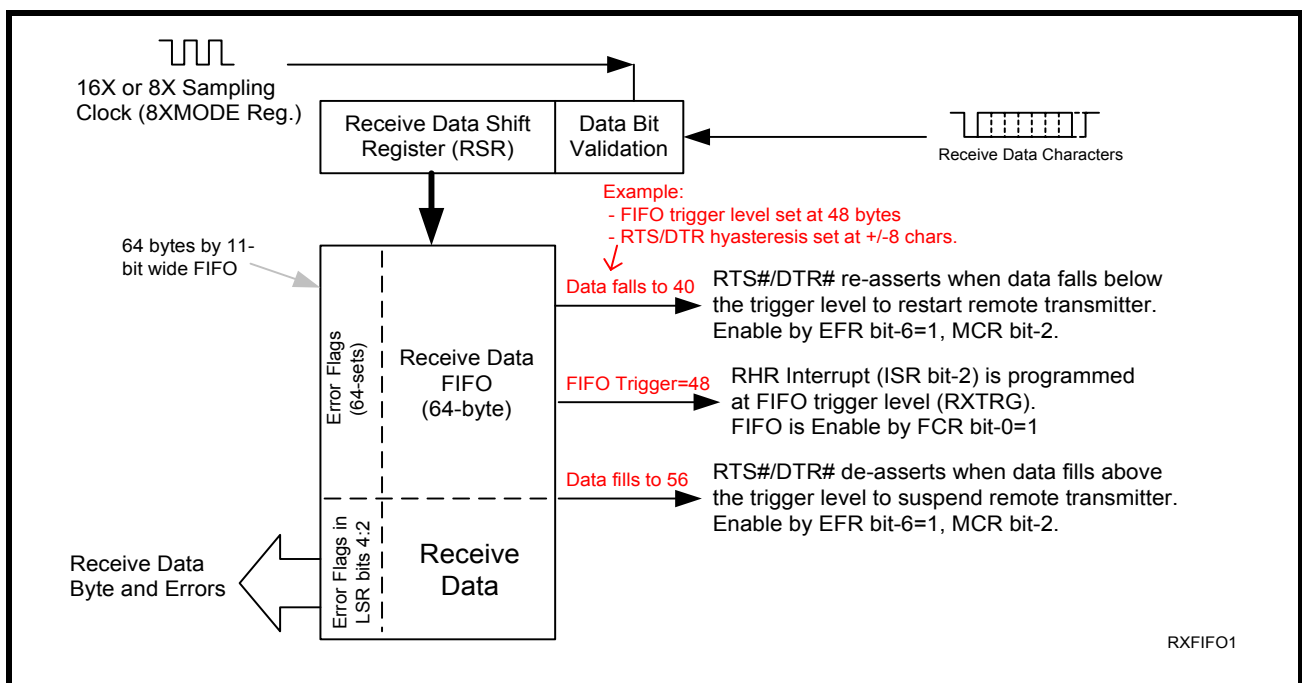 16X or 8X Sampling
Clock (8XMODE Reg.)
Receive Data Shift
Register (RSR)
Data Bit
Validation
Receive Data Characters
Example:
- FIFO trigger level set at 48 bytes
- RTS/DTR hyasteresis set at +/-8 chars.
64 bytes by 11-
bit wide FIFO
Data falls to 40
RTS#/DTR# re-asserts when data falls below
the trigger level to restart remote transmitter.
Enable by EFR bit-6=1, MCR bit-2.
Error Flags
(64-sets)
Receive Data
FIFO
(64-byte)
FIFO Trigger=48
RHR Interrupt (ISR bit-2) is programmed
at FIFO trigger level (RXTRG).
FIFO is Enable by FCR bit-0=1
Data fills to 56
RTS#/DTR# de-asserts when data fills above
the trigger level to suspend remote transmitter.
Enable by EFR bit-6=1, MCR bit-2.
Receive Data
Byte and Errors
Error Flags in
LSR bits 4:2
Receive
Data
RXFIFO1